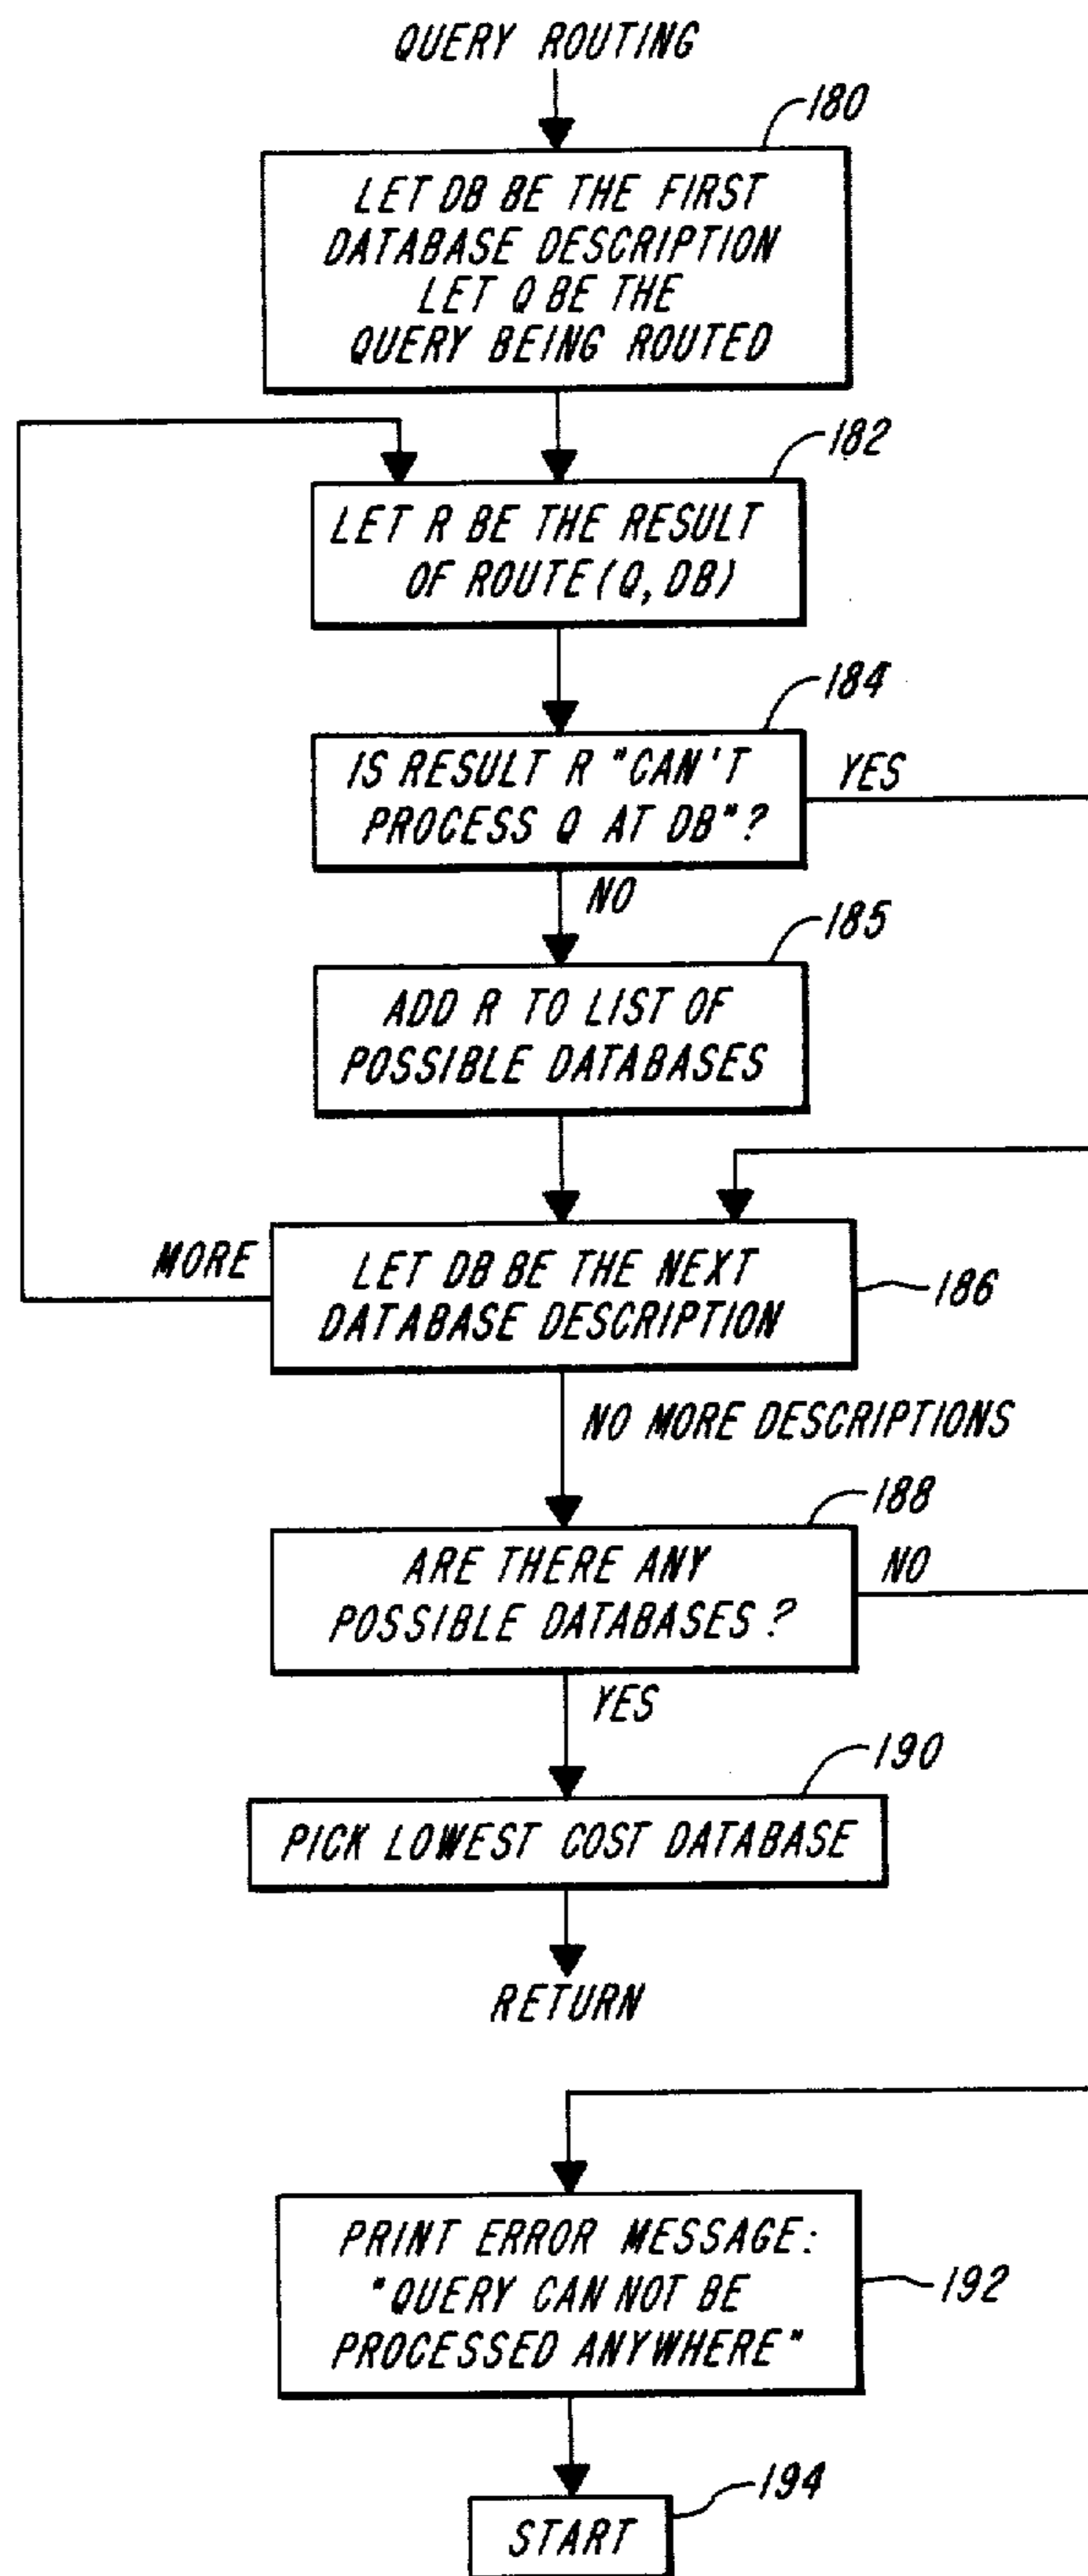 QUERY ROUTING
180
LET DB BE THE FIRST
DATABASE DESCRIPTION
LET Q BE THE
QUERY BEING ROUTED
182
LET R BE THE RESULT
OF ROUTE (Q, DB)
184
IS RESULT R "CAN'T
PROCESS Q AT DB"?
YES
NO
185
ADD R TO LIST OF
POSSIBLE DATABASES
MORE
LET DB BE THE NEXT
DATABASE DESCRIPTION
186
NO MORE DESCRIPTIONS
188
ARE THERE ANY
POSSIBLE DATABASES ?
NO
YES
190
PICK LOWEST COST DATABASE
RETURN
PRINT ERROR MESSAGE:
"QUERY CAN NOT BE
PROCESSED ANYWHERE"
192
194
START